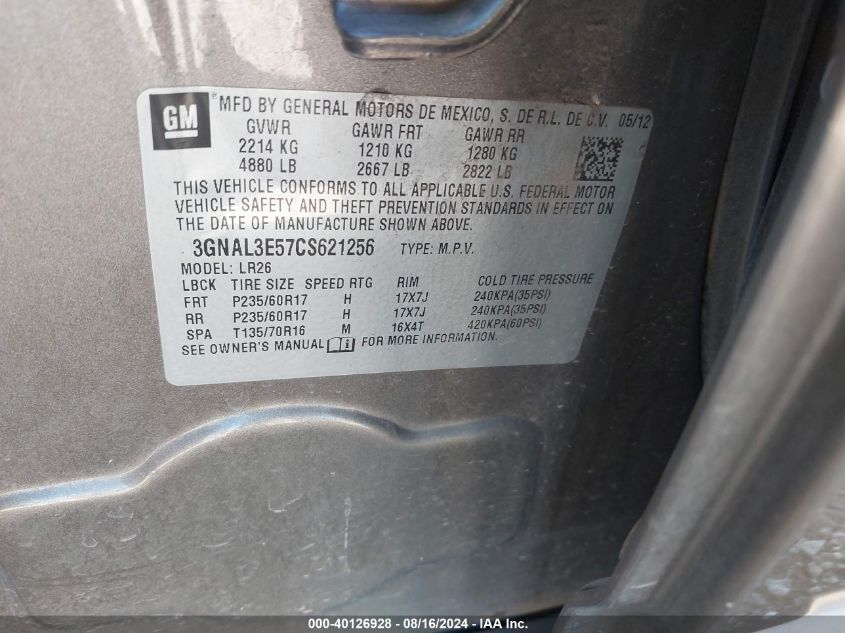 GM ® MFD BY GENERAL MOTORS DE MEXICO, S. DE R.L. DE C.V. 05/12
GVWR GAWR FRT GAWR RR
2214 KG 1210 KG 1280 KG
4880 LB 2667 LB 2822 LB
THIS VEHICLE CONFORMS TO ALL APPLICABLE U.S. FEDERAL MOTOR
VEHICLE SAFETY AND THEFT PREVENTION STANDARDS IN EFFECT ON
THE DATE OF MANUFACTURE SHOWN ABOVE.
3GNAL3E57CS621256 TYPE: M.P.V.
MODEL: LR26
LBCK TIRE SIZE SPEED RTG RIM COLD TIRE PRESSURE
FRT P235/60R17 H 17X7J 240KPA(35PSI)
RR P235/60R17 H 17X7J 240KPA(35PSI)
SPA T135/70R16 M 16X4T 420KPA(60PSI)
SEE OWNER'S MANUAL FOR MORE INFORMATION.
000-40126928 - 08/16/2024 - IAA Inc.